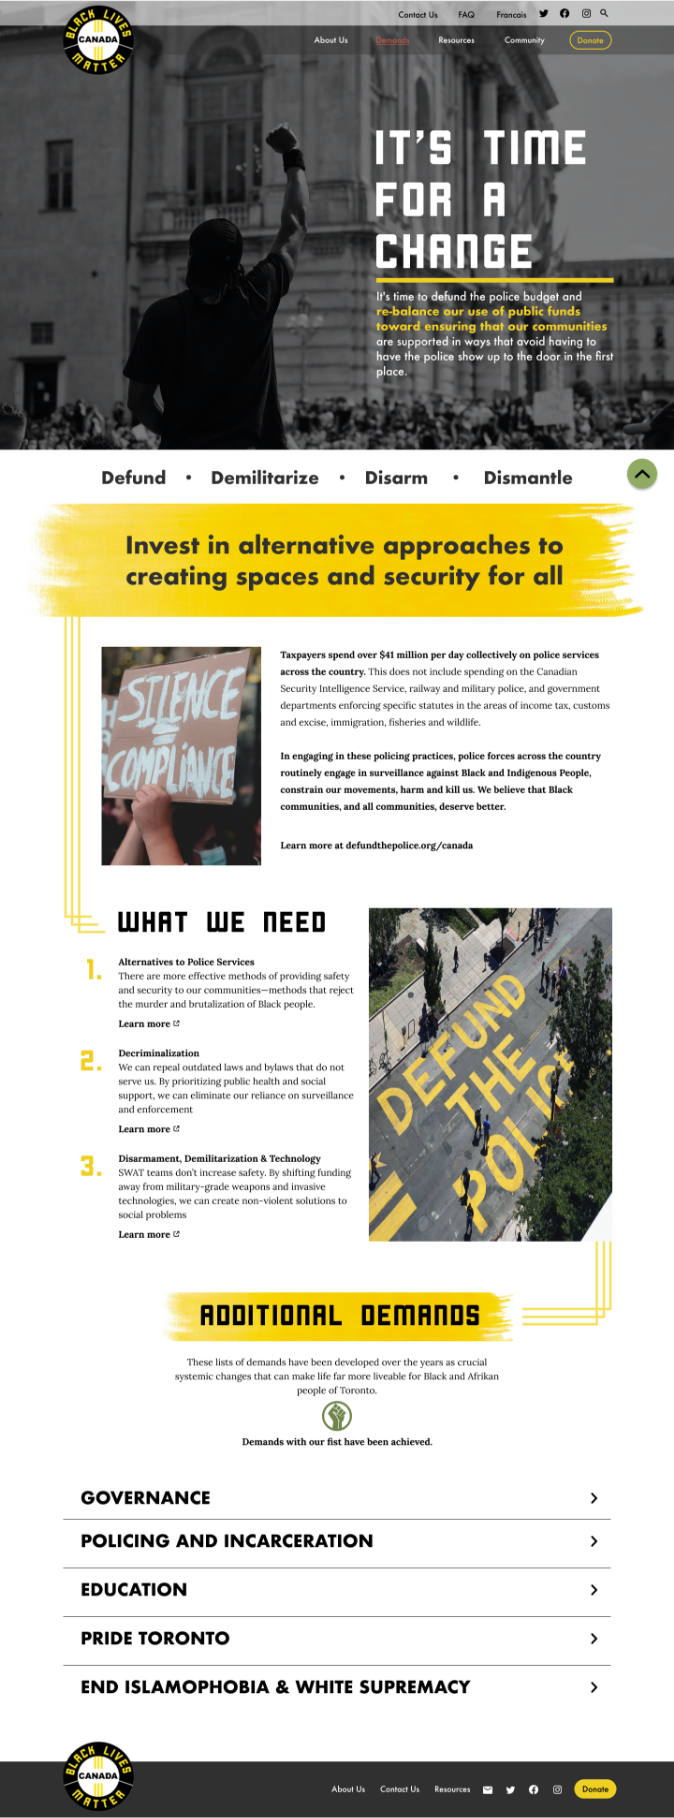 Contact Us FAQ Francais
BLACK LIVES
CANADA
MATTER
About Us Demands Resources Community Donate
IT'S TIME
FOR A
CHANGE
It's time to defund the police budget and
re-balance our use of public funds
toward ensuring that our communities
are supported in ways that avoid having to
have the police show up to the door in the first
place.
Defund • Demilitarize • Disarm • Dismantle
Invest in alternative approaches to
creating spaces and security for all
SILENCE
=
COMPLIANCE
Taxpayers spend over $41 million per day collectively on police services
across the country. This does not include spending on the Canadian
Security Intelligence Service, railway and military police, and government
departments enforcing specific statutes in the areas of income tax, customs
and excise, immigration, fisheries and wildlife.
In engaging in these policing practices, police forces across the country
routinely engage in surveillance against Black and Indigenous People,
constrain our movements, harm and kill us. We believe that Black
communities, and all communities, deserve better.
Learn more at defundthepolice.org/canada
WHAT WE NEED
1. Alternatives to Police Services
There are more effective methods of providing safety
and security to our communities—methods that reject
the murder and brutalization of Black people.
Learn more
2. Decriminalization
We can repeal outdated laws and bylaws that do not
serve us. By prioritizing public health and social
support, we can eliminate our reliance on surveillance
and enforcement
Learn more
3. Disarmament, Demilitarization & Technology
SWAT teams don't increase safety. By shifting funding
away from military-grade weapons and invasive
technologies, we can create non-violent solutions to
social problems
Learn more
DEFUND
THE
POLICE
ADDITIONAL DEMANDS
These lists of demands have been developed over the years as crucial
systemic changes that can make life far more liveable for Black and Afrikan
people of Toronto.
Demands with our fist have been achieved.
GOVERNANCE
POLICING AND INCARCERATION
EDUCATION
PRIDE TORONTO
END ISLAMOPHOBIA & WHITE SUPREMACY
BLACK LIVES
CANADA
MATTER
About Us Contact Us Resources Donate